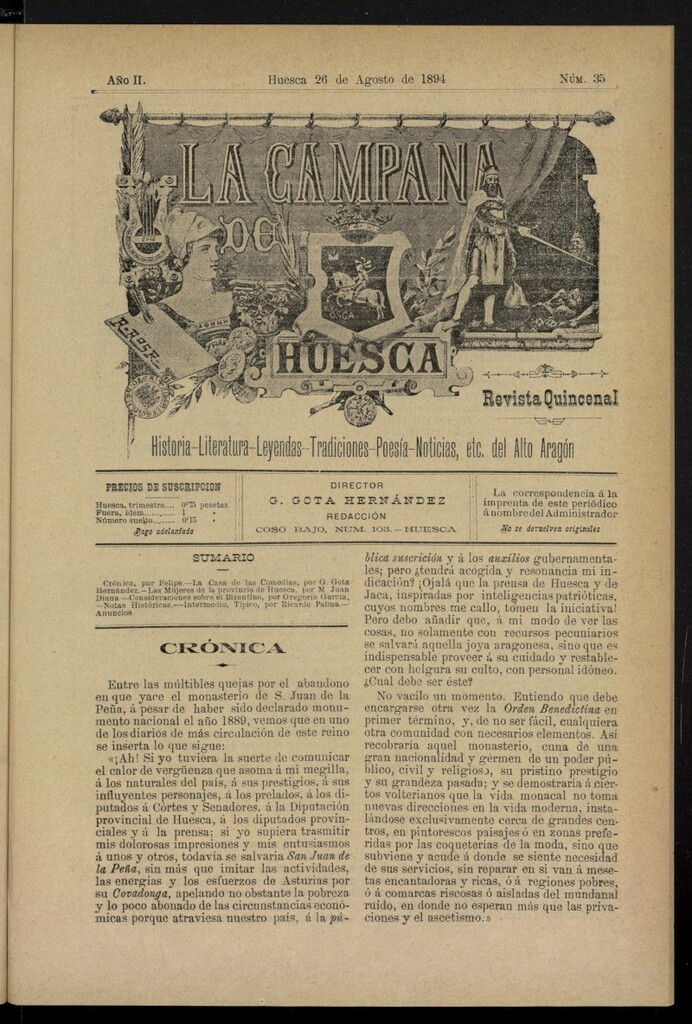 Año II.
Huesca 26 de Agosto de 1894
Núm. 35
LA CAMPANA
DE
HUESCA
OSCA
Revista Quincenal
Historia-Literatura-Leyendas-Tradiciones-Poesía-Noticias, etc. del Alto Aragón
PRECIOS DE SUSCRIPCION
Huesca, trimestre.... 0'75 pesetas
Fuera, idem.......... 1
Número suelto....... 0'15
Pago adelantado
DIRECTOR
G. GOTA HERNÁNDEZ
REDACCIÓN
COSO BAJO, NUM. 103.—HUESCA
La correspondencia á la
imprenta de este periódico
á nombre del Administrador
No se devuelven originales
SUMARIO
Crónica, por Felipe.—La Casa de las Comedias, por G. Gota
Hernández.—Las Mujeres de la provincia de Huesca, por M Juan
Diana—Consideraciones sobre el Bizantino, por Gregorio García,
—Notas Históricas.—Intermedio, Típico, por Ricardo Palma.—
Anuncios.
CRÓNICA
Entre las múltiples quejas por el abandono
en que yace el monasterio de S. Juan de la
Peña, á pesar de haber sido declarado monu-
mento nacional el año 1889, vemos que en uno
de los diarios de más circulación de este reino
se inserta lo que sigue:
«¡Ah! Si yo tuviera la suerte de comunicar
el calor de vergüenza que asoma á mi megilla,
á los naturales del país, á sus prestigios, á sus
influyentes personajes, á los prelados, á los di-
putados á Córtes y Senadores, á la Diputación
provincial de Huesca, á los diputados provin-
ciales y á la prensa; si yo supiera trasmitir
mis dolorosas impresiones y mis entusiasmos
á unos y otros, todavía se salvaría San Juan de
la Peña, sin más que imitar las actividades,
las energías y los esfuerzos de Asturias por
su Covadonga, apelando no obstante la pobreza
y lo poco abonado de las circunstancias econó-
micas porque atraviesa nuestro país, á la pú-
blica suscrición y á los auxilios gubernamenta-
les; pero ¿tendrá acogida y resonancia mi in-
dicación? ¡Ojalá que la prensa de Huesca y de
Jaca, inspiradas por inteligencias patrióticas,
cuyos nombres me callo, tomen la iniciativa!
Pero debo añadir que, á mi modo de ver las
cosas, no solamente con recursos pecuniarios
se salvará aquella joya aragonesa, sino que es
indispensable proveer á su cuidado y restable-
cer con holgura su culto, con personal idóneo.
¿Cual debe ser éste?
No vacilo un momento. Entiendo que debe
encargarse otra vez la Orden Benedictina en
primer término, y, de no ser fácil, cualquiera
otra comunidad con necesarios elementos. Así
recobraría aquel monasterio, cuna de una
gran nacionalidad y gérmen de un poder pú-
blico, civil y religioso, su pristino prestigio
y su grandeza pasada; y se demostraría á cier-
tos volterianos que la vida monacal no toma
nuevas direcciones en la vida moderna, insta-
lándose exclusivamente cerca de grandes cen-
tros, en pintorescos paisajes ó en zonas prefe-
ridas por las coqueterías de la moda, sino que
subviene y acude á donde se siente necesidad
de sus servicios, sin reparar en si van á mese-
tas encantadoras y ricas, ó á regiones pobres,
ó á comarcas riscosas ó aisladas del mundanal
ruido, en donde no esperan más que las priva-
ciones y el ascetismo.»